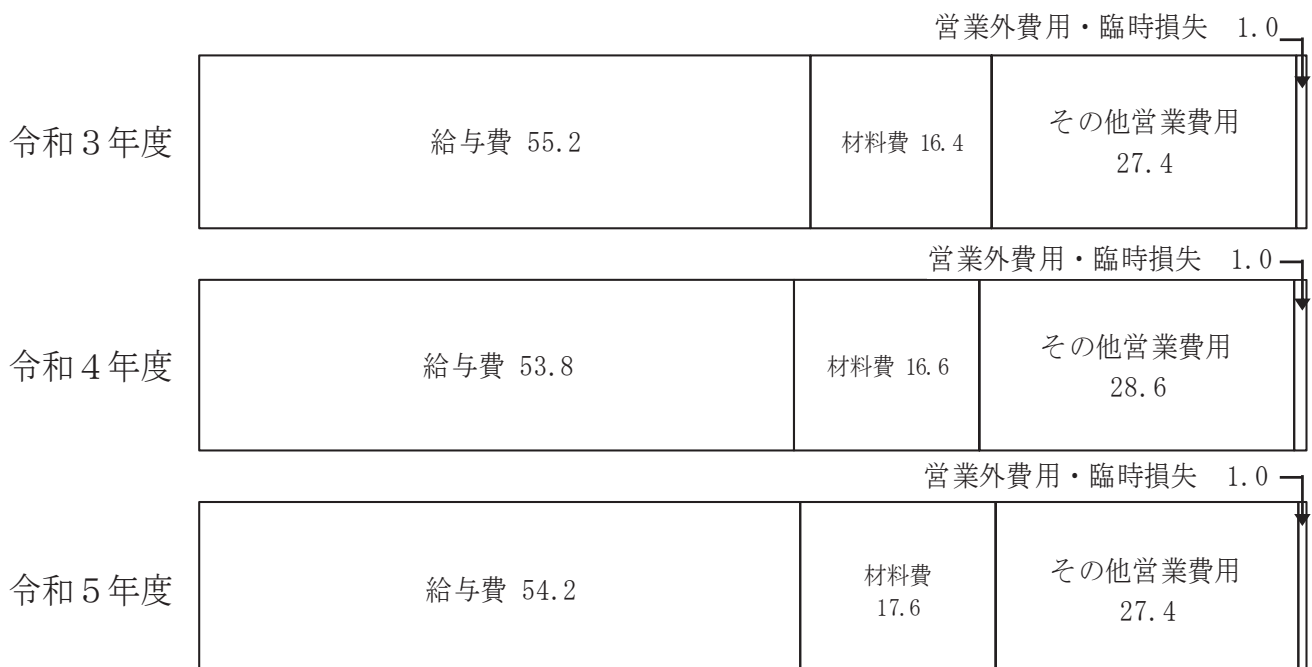 営業外費用・臨時損失 1.0
令和３年度
給与費 55.2
材料費 16.4
その他営業費用
27.4
営業外費用・臨時損失 1.0
令和４年度
給与費 53.8
材料費 16.6
その他営業費用
28.6
営業外費用・臨時損失 1.0
令和５年度
給与費 54.2
材料費
17.6
その他営業費用
27.4